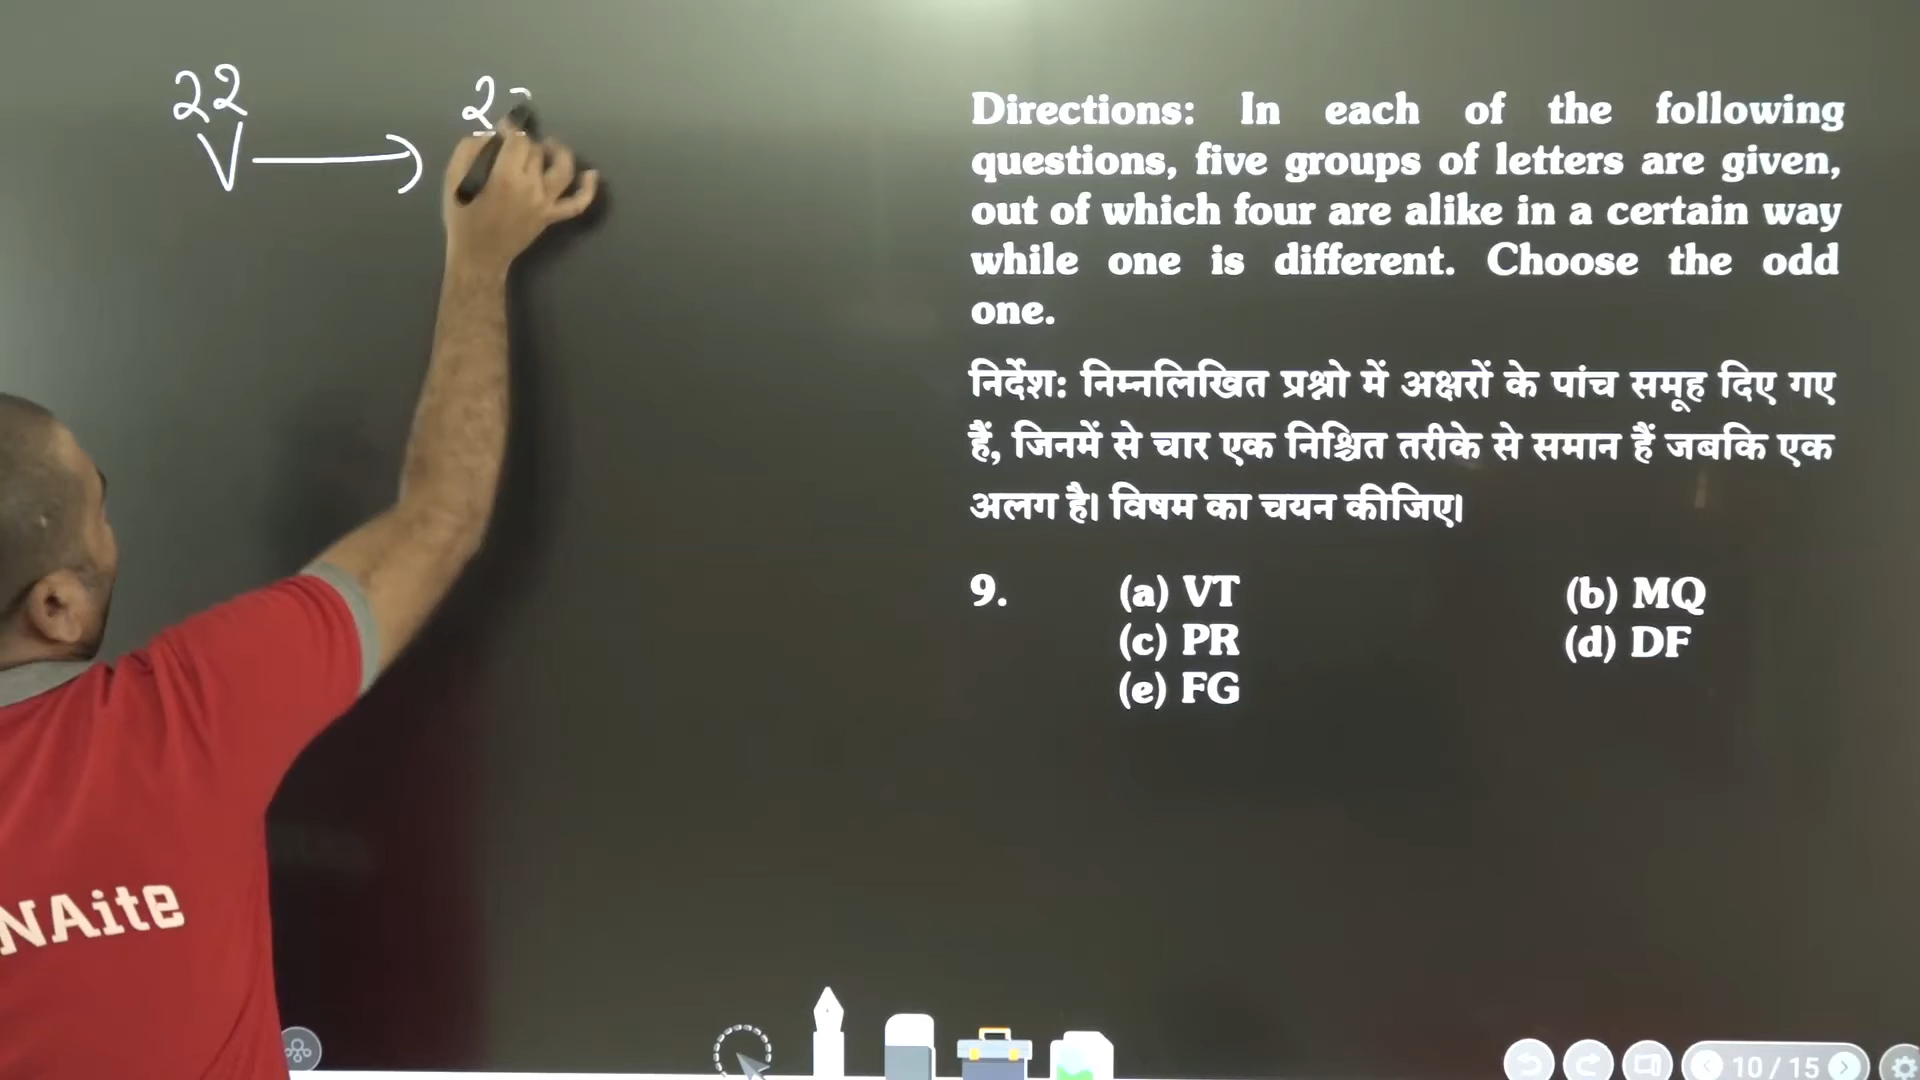 22
V
2
Directions: In each of the following
questions, five groups of letters are given,
out of which four are alike in a certain way
while one is different. Choose the odd
one.
निर्देश: निम्नलिखित प्रश्नो में अक्षरों के पांच समूह दिए गए
हैं, जिनमें से चार एक निश्चित तरीके से समान हैं जबकि एक
अलग है। विषम का चयन कीजिए।
9. (a) VT (b) MQ
(c) PR (d) DF
(e) FG
NAite
10 / 15